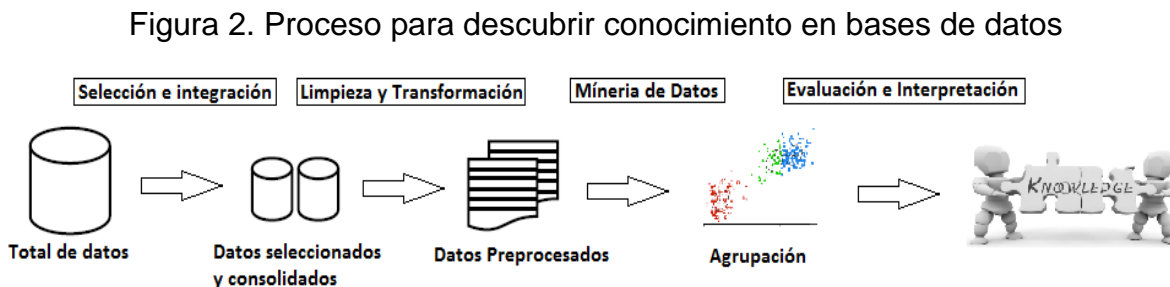 Figura 2. Proceso para descubrir conocimiento en bases de datos
Selección e integración
Limpieza y Transformación
Míneria de Datos
Evaluación e Interpretación
KNOWLEDGE
Total de datos
Datos seleccionados
y consolidados
Datos Preprocesados
Agrupación